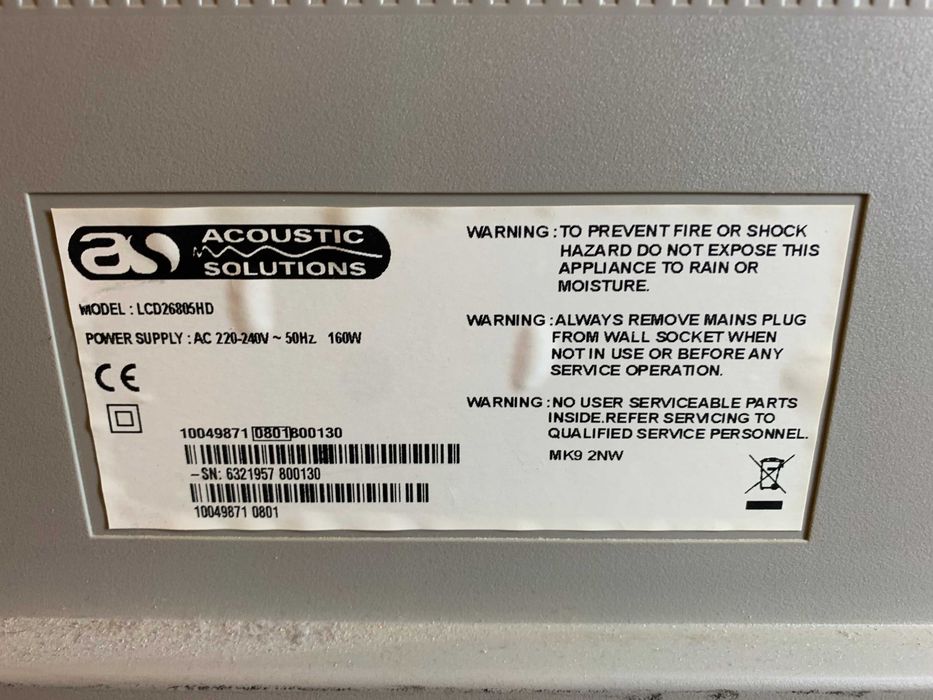 as ACOUSTIC SOLUTIONS
MODEL : LCD26805HD
POWER SUPPLY : AC 220-240V ~ 50Hz 160W
CE
10049871 0801800130
-SN: 6321957 800130
10049871 0801
WARNING : TO PREVENT FIRE OR SHOCK
HAZARD DO NOT EXPOSE THIS
APPLIANCE TO RAIN OR
MOISTURE.
WARNING : ALWAYS REMOVE MAINS PLUG
FROM WALL SOCKET WHEN
NOT IN USE OR BEFORE ANY
SERVICE OPERATION.
WARNING : NO USER SERVICEABLE PARTS
INSIDE.REFER SERVICING TO
QUALIFIED SERVICE PERSONNEL.
MK9 2NW